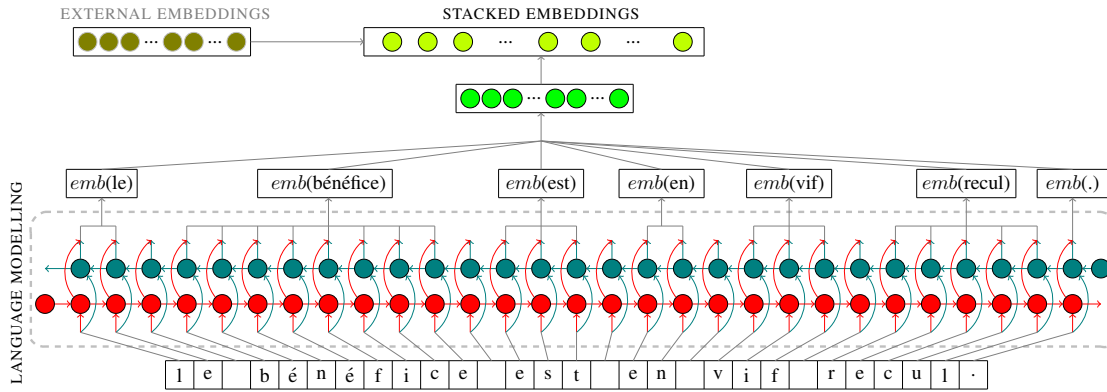 EXTERNAL EMBEDDINGS
STACKED EMBEDDINGS
... ...
... ...
... ...
emb(le) emb(bénéfice) emb(est) emb(en) emb(vif) emb(recul) emb(.)
LANGUAGE MODELLING
l e b é n é f i c e e s t e n v i f r e c u l .